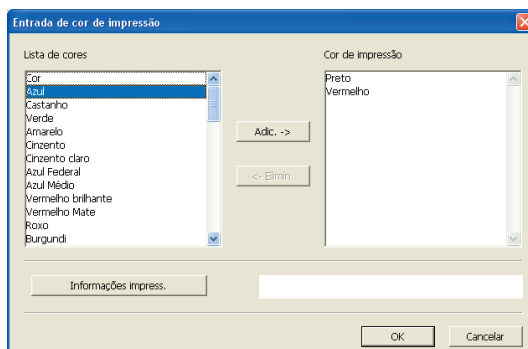 Entrada de cor de impressão
Lista de cores
Cor de impressão
Cor
Azul
Castanho
Verde
Amarelo
Cinzento
Cinzento claro
Azul Federal
Azul Médio
Vermelho brilhante
Vermelho Mate
Roxo
Burgundi
Adic. ->
<- Elimin.
Preto
Vermelho
Informações impress.
OK
Cancelar